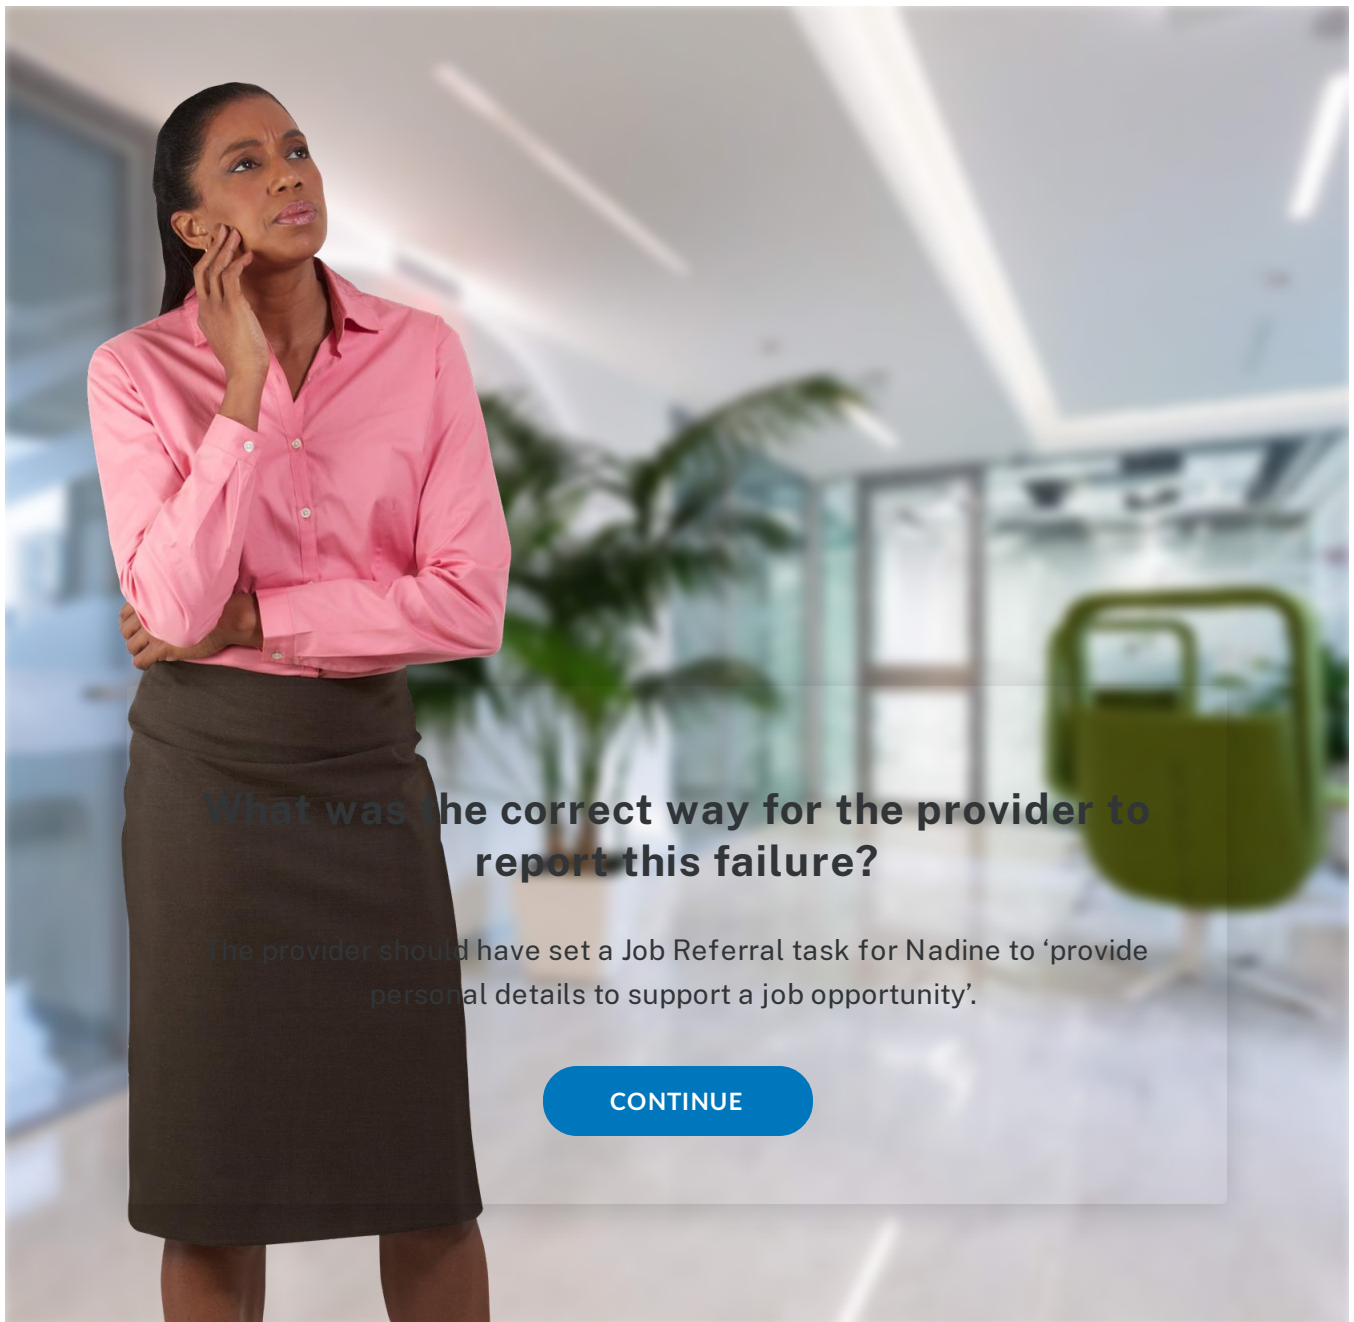 What was the correct way for the provider to
report this failure?
The provider should have set a Job Referral task for Nadine to ‘provide
personal details to support a job opportunity’.
CONTINUE